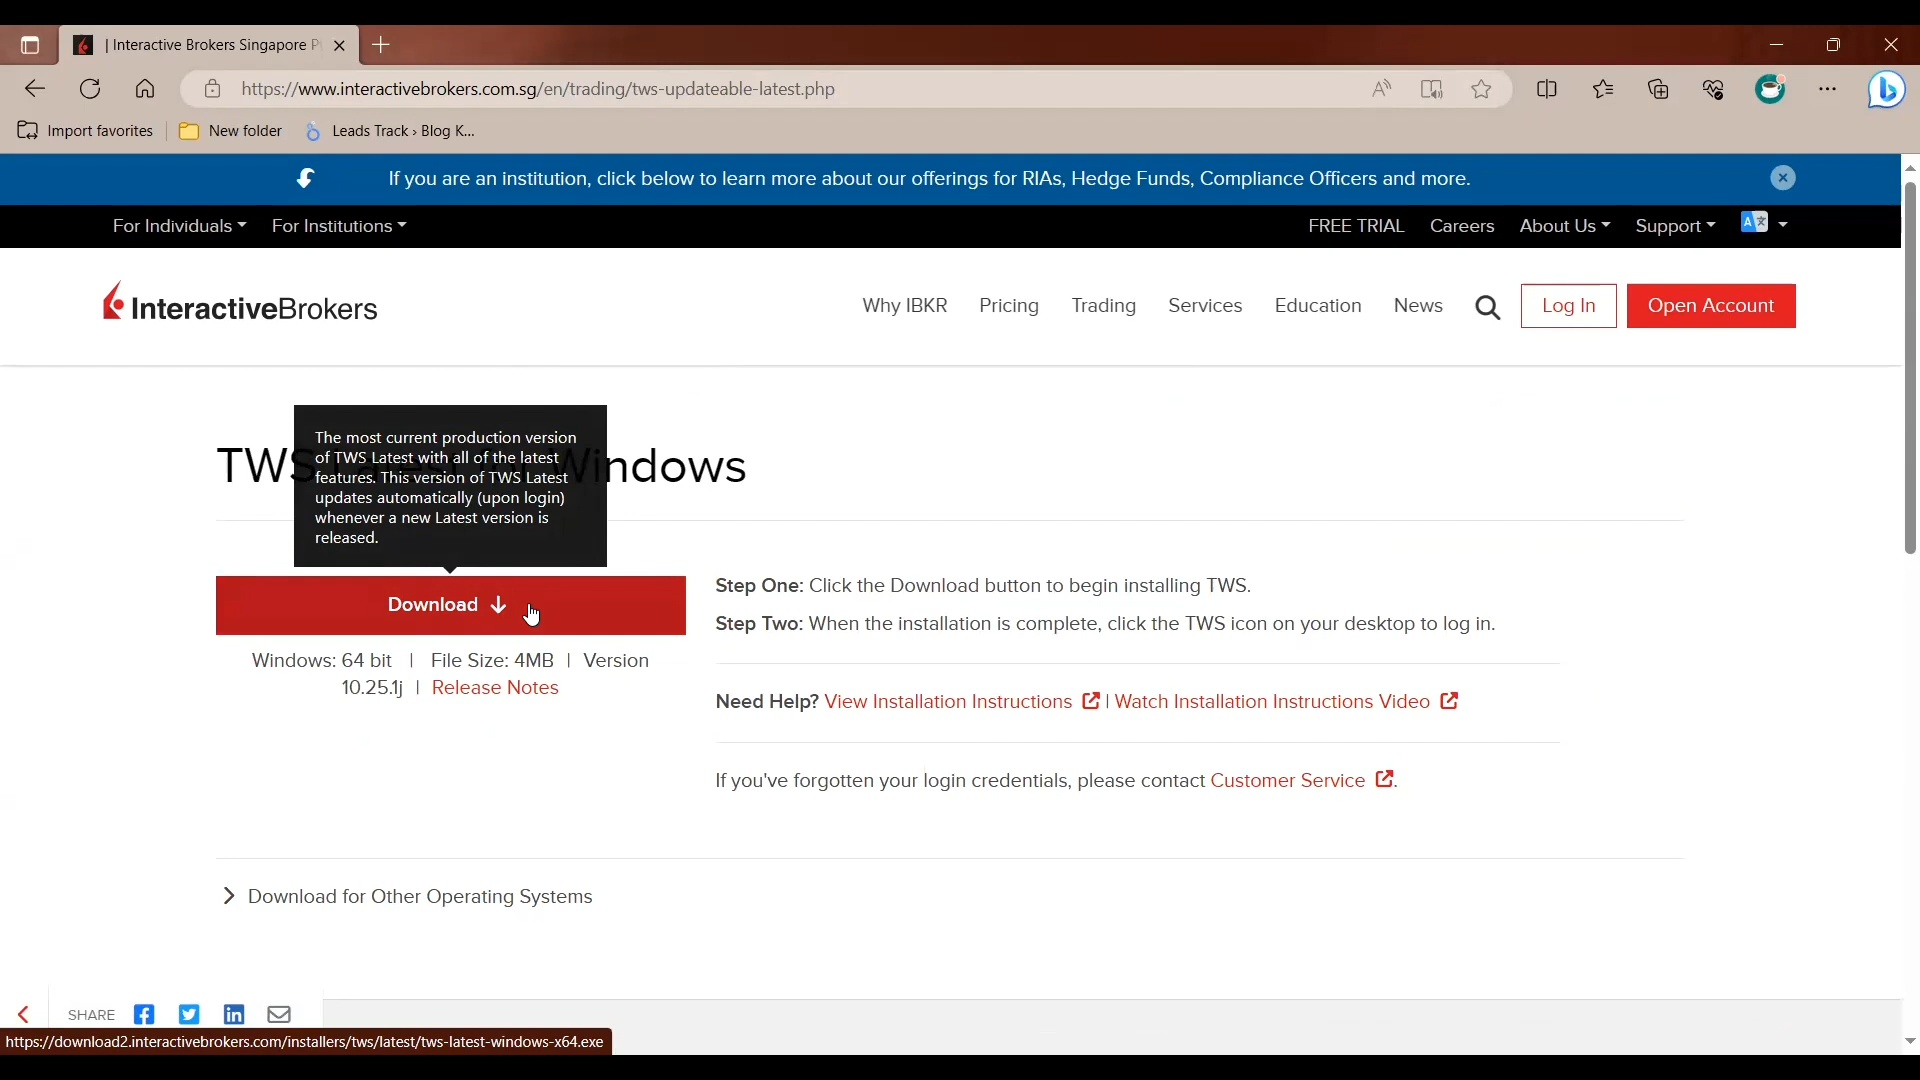 | Interactive Brokers Singapore P
https://www.interactivebrokers.com.sg/en/trading/tws-updateable-latest.php
Import favorites
New folder
Leads Track › Blog K...
If you are an institution, click below to learn more about our offerings for RIAs, Hedge Funds, Compliance Officers and more.
For Individuals
For Institutions
FREE TRIAL
Careers
About Us
Support
InteractiveBrokers
Why IBKR
Pricing
Trading
Services
Education
News
Log In
Open Account
TWS Latest for Windows
The most current production version
of TWS Latest with all of the latest
features. This version of TWS Latest
updates automatically (upon login)
whenever a new Latest version is
released.
Download
Windows: 64 bit | File Size: 4MB | Version
10.25.1j | Release Notes
Step One: Click the Download button to begin installing TWS.
Step Two: When the installation is complete, click the TWS icon on your desktop to log in.
Need Help? View Installation Instructions | Watch Installation Instructions Video
If you've forgotten your login credentials, please contact Customer Service .
Download for Other Operating Systems
SHARE
https://download2.interactivebrokers.com/installers/tws/latest/tws-latest-windows-x64.exe